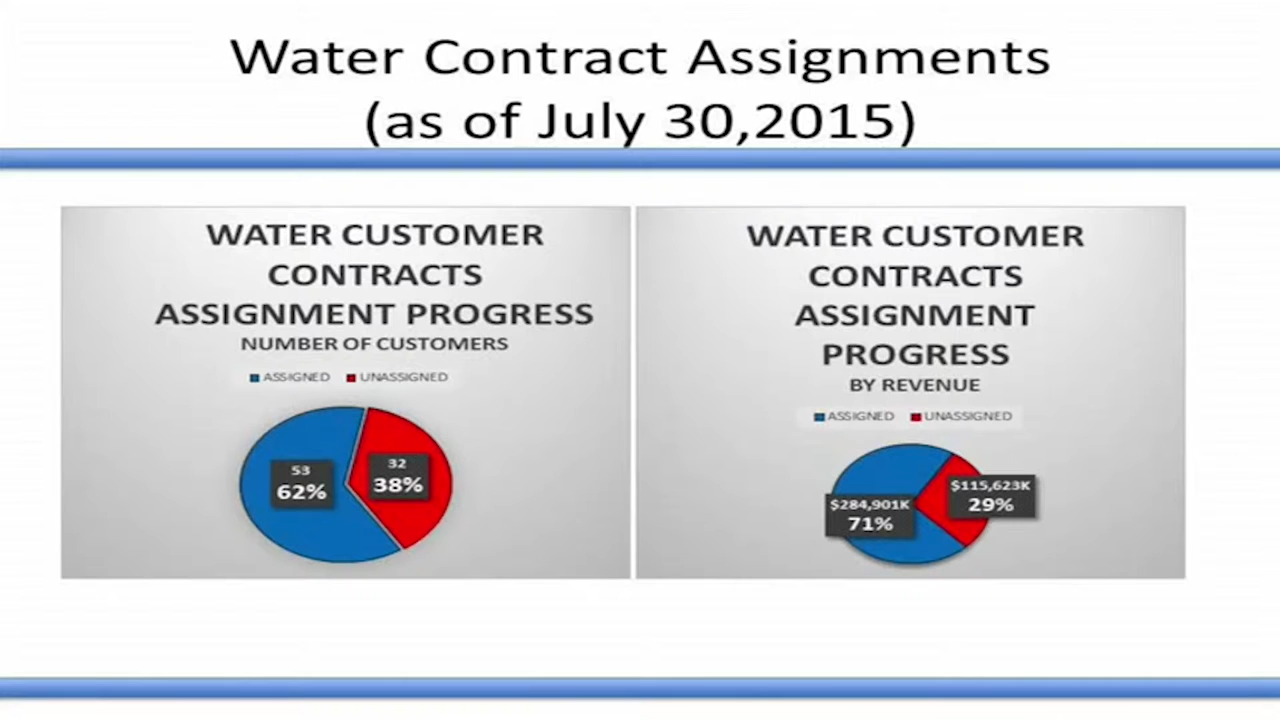 Water Contract Assignments
(as of July 30,2015)
WATER CUSTOMER
CONTRACTS
ASSIGNMENT PROGRESS
NUMBER OF CUSTOMERS
ASSIGNED UNASSIGNED
53
62%
32
38%
WATER CUSTOMER
CONTRACTS
ASSIGNMENT
PROGRESS
BY REVENUE
ASSIGNED UNASSIGNED
$284,901K
71%
$115,623K
29%